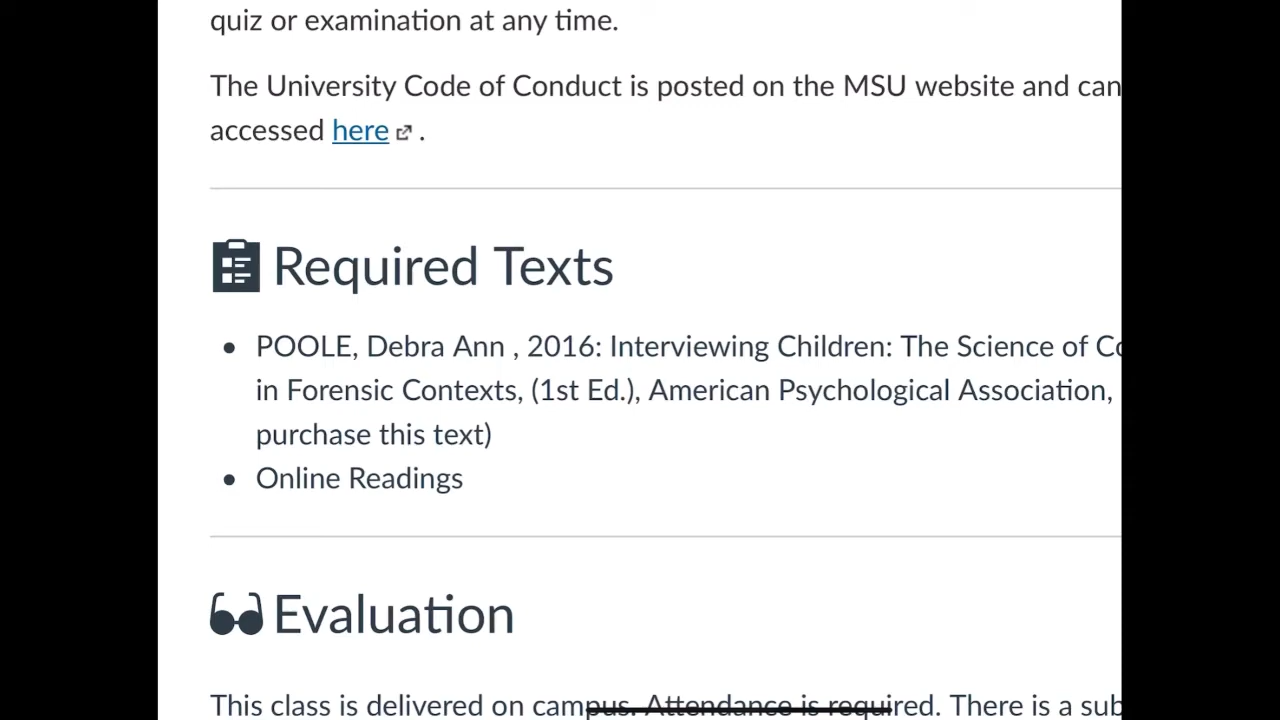 quiz or examination at any time.
The University Code of Conduct is posted on the MSU website and can
accessed here .
Required Texts
POOLE, Debra Ann , 2016: Interviewing Children: The Science of
in Forensic Contexts, (1st Ed.), American Psychological Association,
purchase this text)
Online Readings
Evaluation
This class is delivered on campus. Attendance is required. There is a